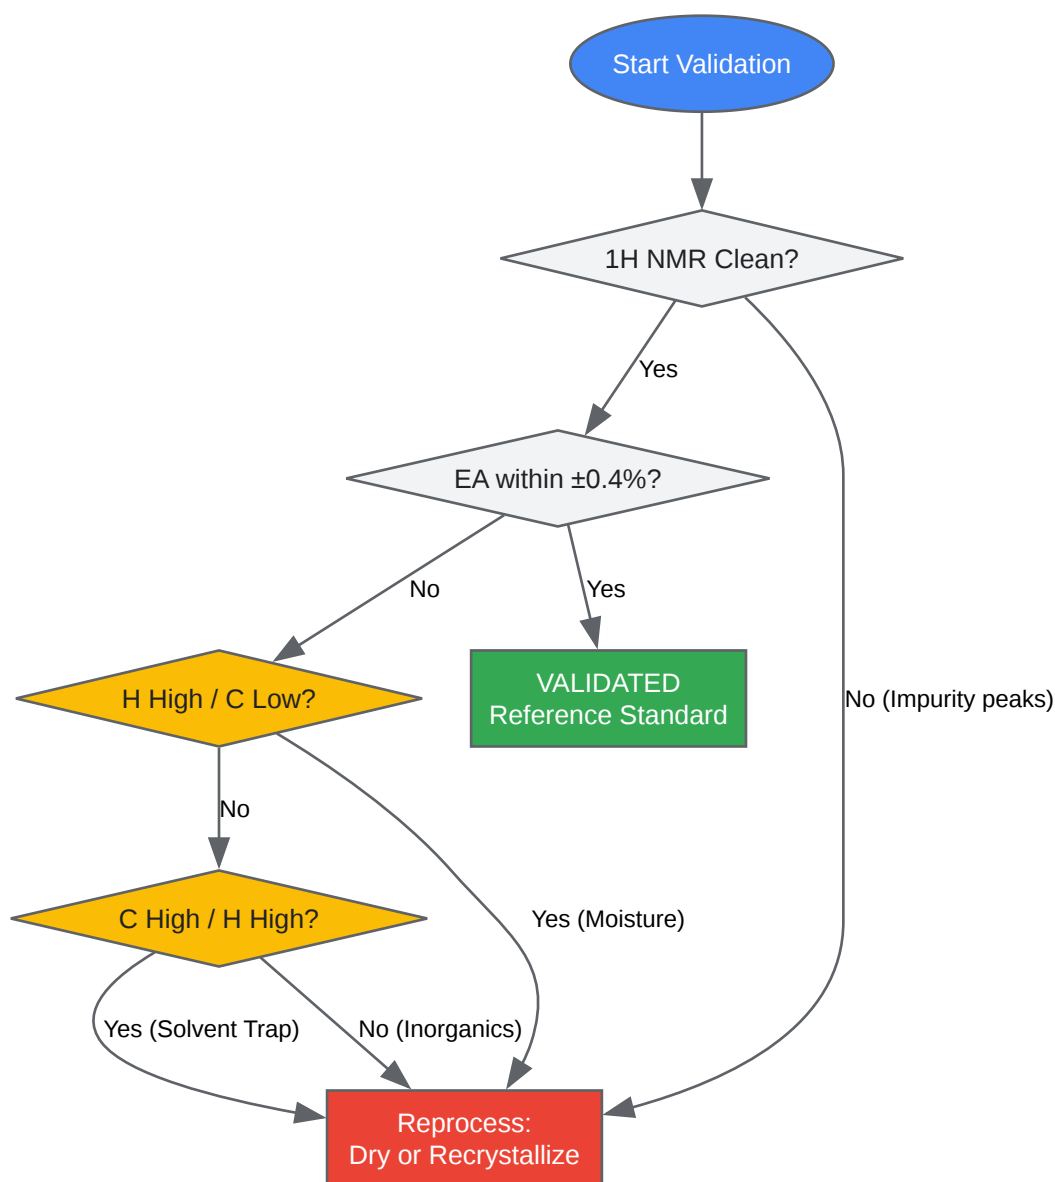 Start Validation
1H NMR Clean?
Yes
EA within ±0.4%?
No
Yes
H High / C Low?
VALIDATED
Reference Standard
No (Impurity peaks)
No
C High / H High?
Yes (Moisture)
Yes (Solvent Trap)
No (Inorganics)
Reprocess:
Dry or Recrystallize